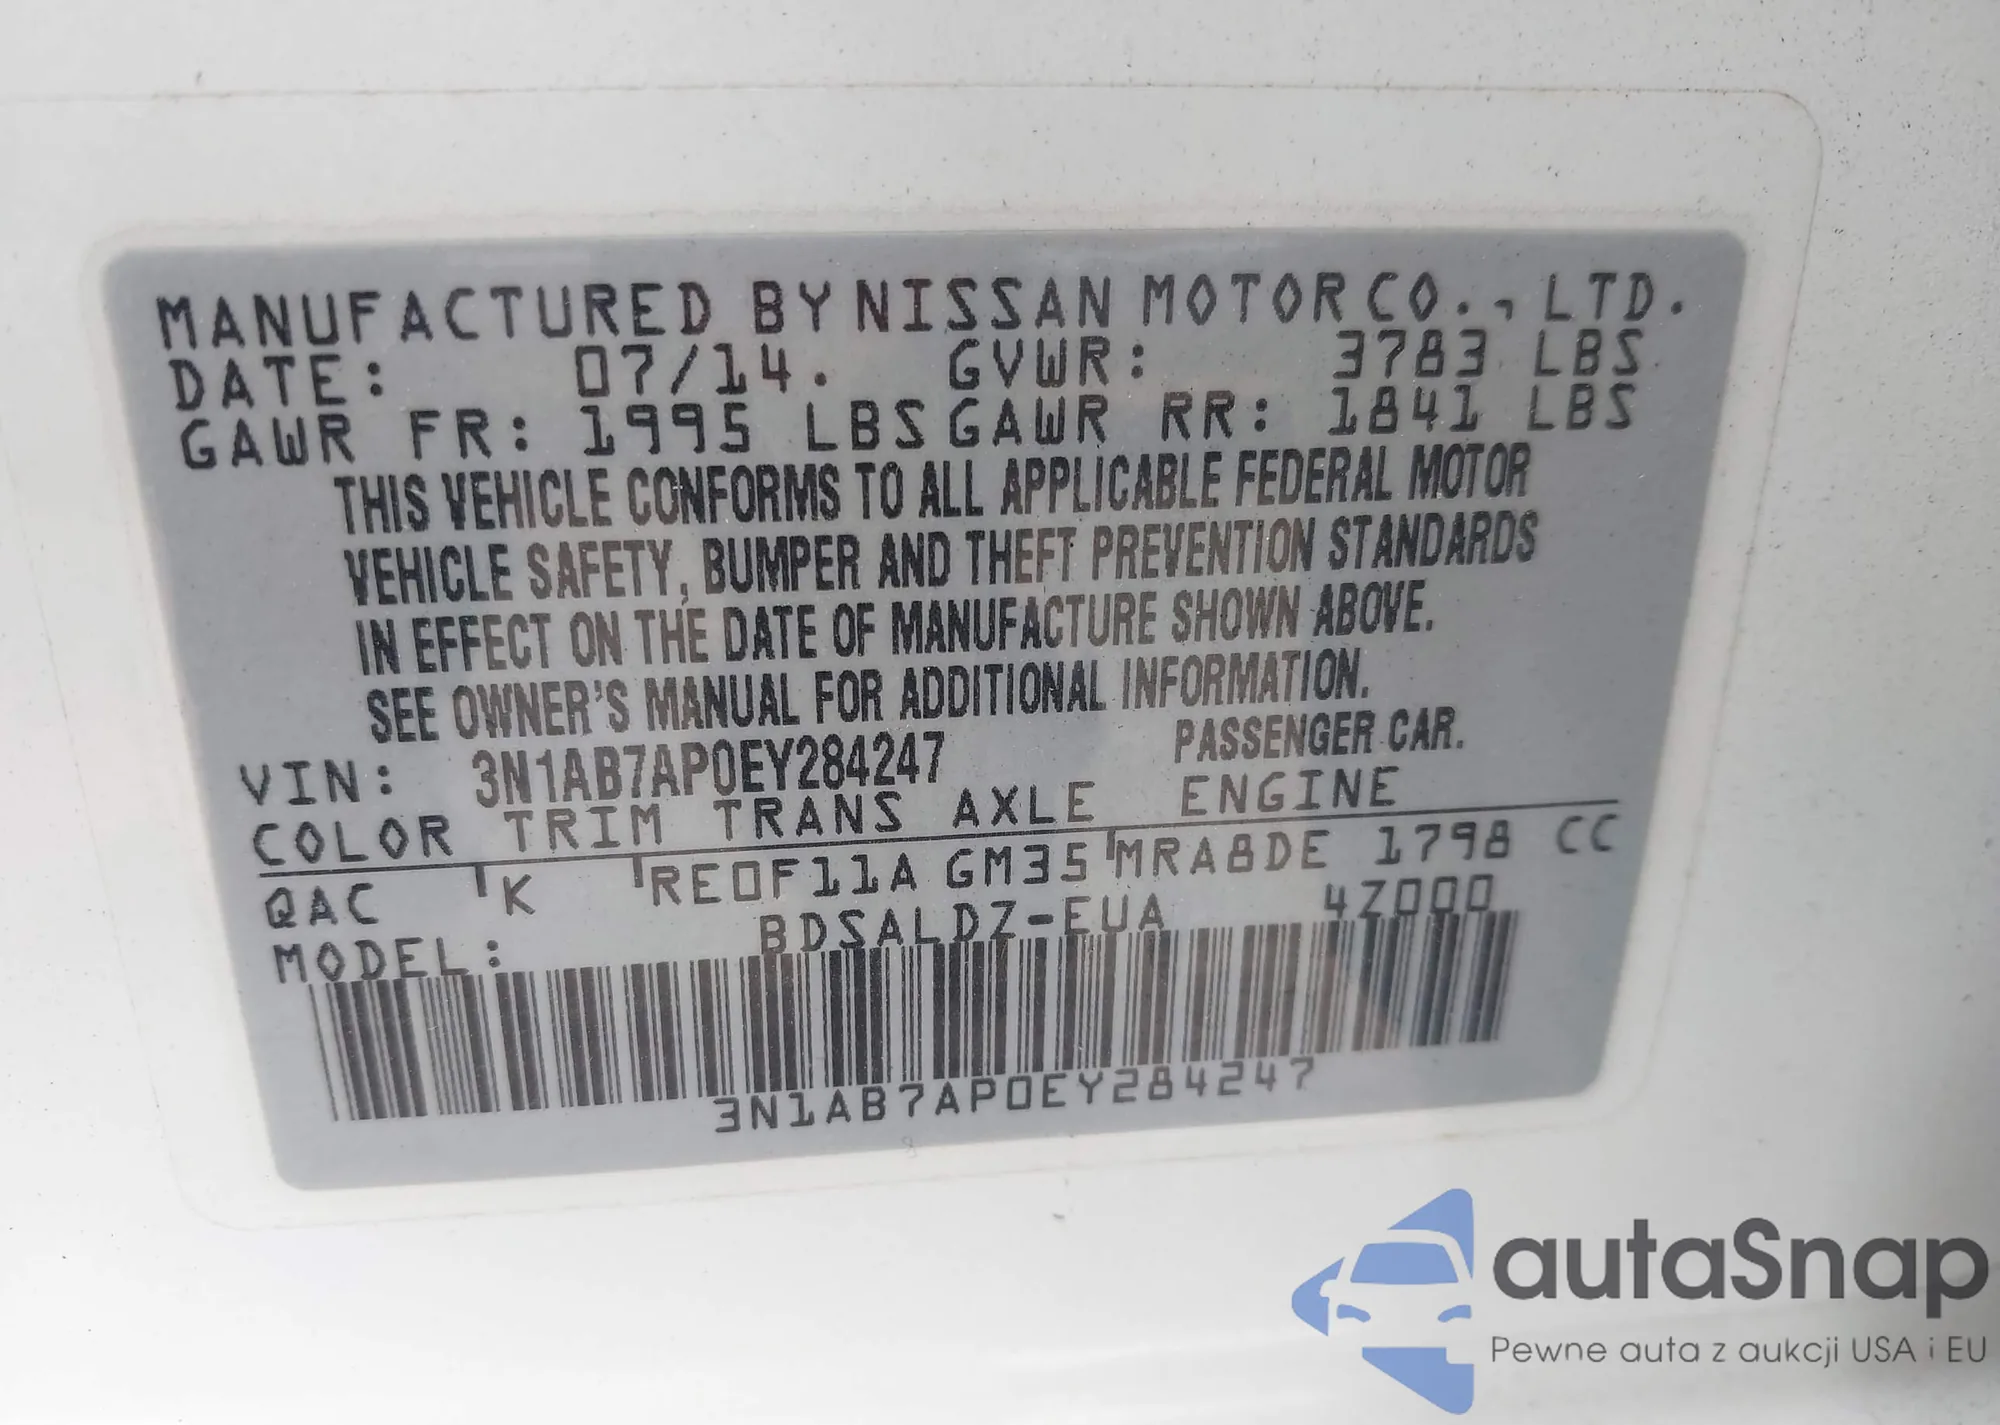 MANUFACTURED BY NISSAN MOTOR CO., LTD.
DATE: 07/14. GVWR: 3783 LBS.
GAWR FR: 1995 LBS GAWR RR: 1841 LBS
THIS VEHICLE CONFORMS TO ALL APPLICABLE FEDERAL MOTOR
VEHICLE SAFETY, BUMPER AND THEFT PREVENTION STANDARDS
IN EFFECT ON THE DATE OF MANUFACTURE SHOWN ABOVE.
SEE OWNER'S MANUAL FOR ADDITIONAL INFORMATION.
VIN: 3N1AB7AP0EY284247 PASSENGER CAR.
COLOR TRIM TRANS AXLE ENGINE
QAC K RE0F11A GM35 MRA8DE 1798 CC
MODEL: BDSALDZ-EUA 4Z000
3N1AB7AP0EY284247
autaSnap
Pewne auta z aukcji USA i EU